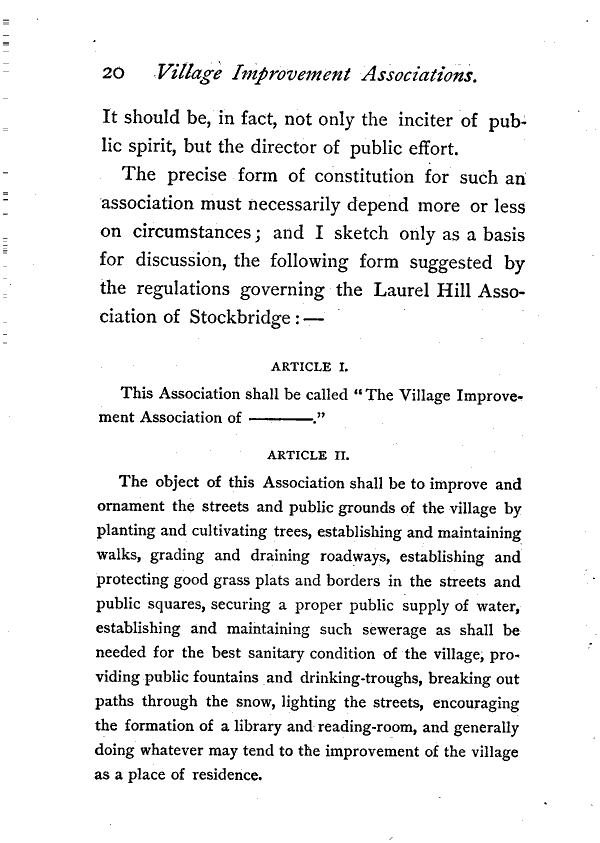 20 Village Improvement Associations.
It should be, in fact, not only the inciter of pub-
lic spirit, but the director of public effort.
The precise form of constitution for such an
association must necessarily depend more or less
on circumstances; and I sketch only as a basis
for discussion, the following form suggested by
the regulations governing the Laurel Hill Asso-
ciation of Stockbridge: —
ARTICLE I.
This Association shall be called "The Village Improve-
ment Association of ———."
ARTICLE II.
The object of this Association shall be to improve and
ornament the streets and public grounds of the village by
planting and cultivating trees, establishing and maintaining
walks, grading and draining roadways, establishing and
protecting good grass plats and borders in the streets and
public squares, securing a proper public supply of water,
establishing and maintaining such sewerage as shall be
needed for the best sanitary condition of the village, pro-
viding public fountains and drinking-troughs, breaking out
paths through the snow, lighting the streets, encouraging
the formation of a library and reading-room, and generally
doing whatever may tend to the improvement of the village
as a place of residence.